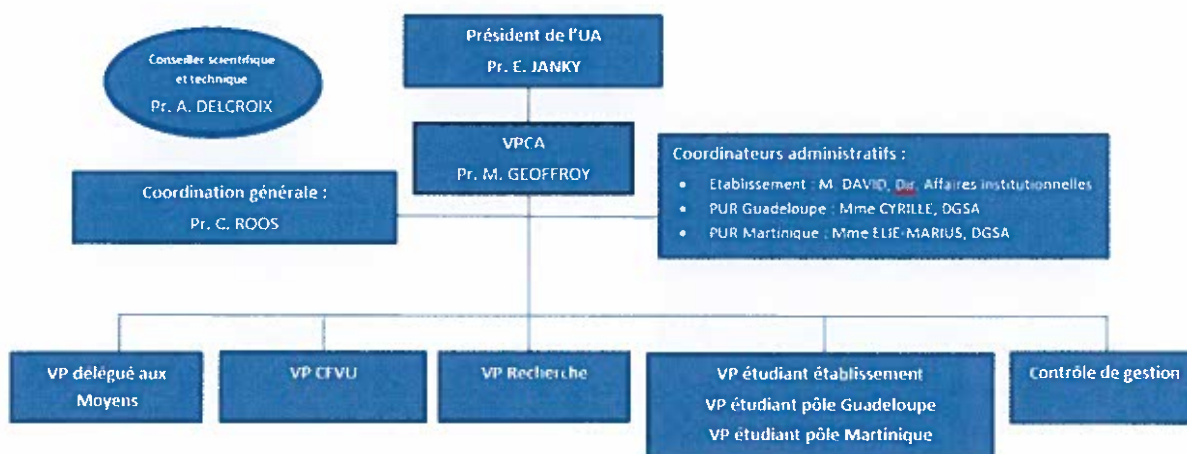 Président de l'UA
Pr. E. JANKY
Conseiller scientifique
et technique
Pr. A. DELCROIX
VPCA
Pr. M. GEOFFROY
Coordination générale :
Pr. C. ROOS
Coordinateurs administratifs :
• Etablissement : M. DAVID, Dir. Affaires institutionnelles
• PUR Guadeloupe : Mme CYRILLE, DGSA
• PUR Martinique : Mme ELIE-MARIUS, DGSA
VP délégué aux
Moyens
VP CFVU
VP Recherche
VP étudiant établissement
VP étudiant pôle Guadeloupe
VP étudiant pôle Martinique
Contrôle de gestion